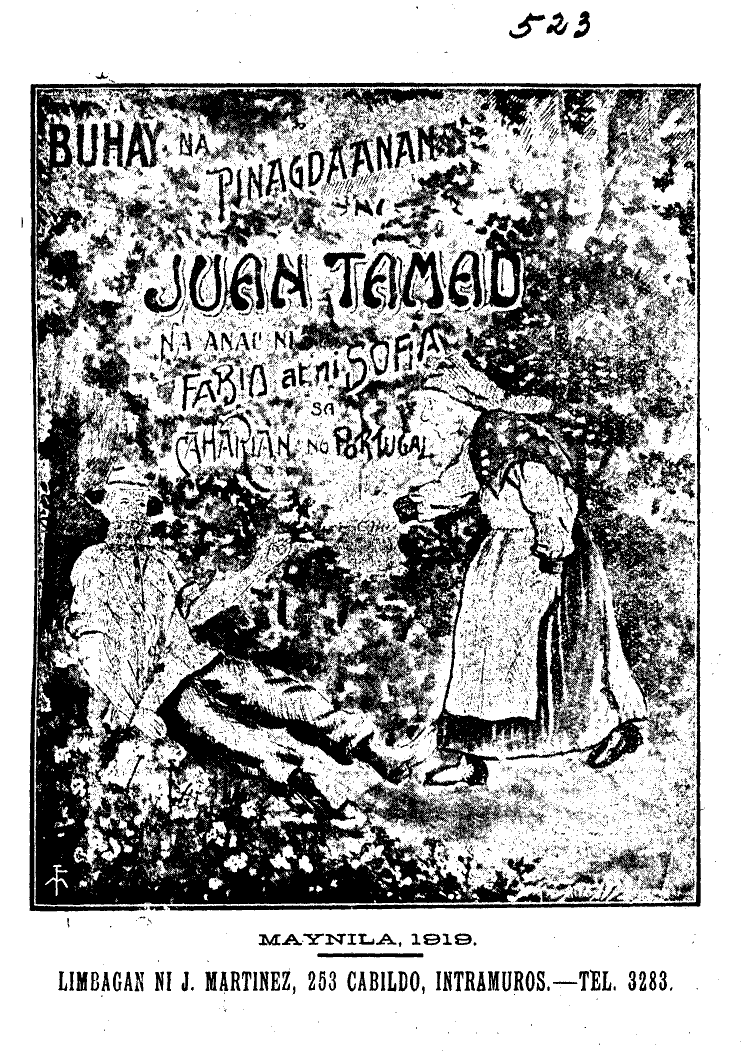 523
BUHAY NA
PINAGDAANAN
NI
JUAN TAMAD
NA ANAC NI
FABIO at ni SOFIA
SA
CAHARIAN NG PORTUGAL
MAYNILA, 1919.
LIMBAGAN NI J. MARTINEZ, 253 CABILDO, INTRAMUROS.—TEL. 3283.